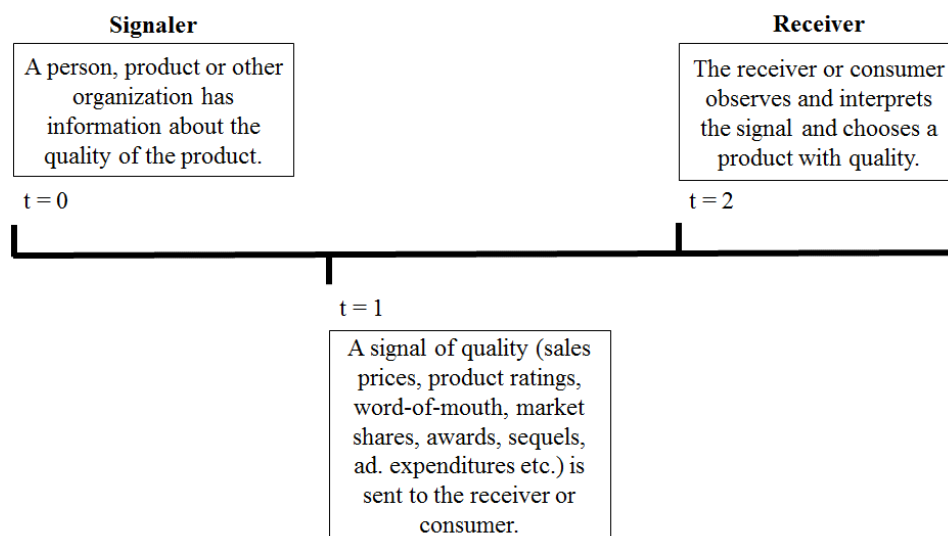 Signaler
A person, product or other
organization has
information about the
quality of the product.
t = 0
Receiver
The receiver or consumer
observes and interprets
the signal and chooses a
product with quality.
t = 2
t = 1
A signal of quality (sales
prices, product ratings,
word-of-mouth, market
shares, awards, sequels,
ad. expenditures etc.) is
sent to the receiver or
consumer.